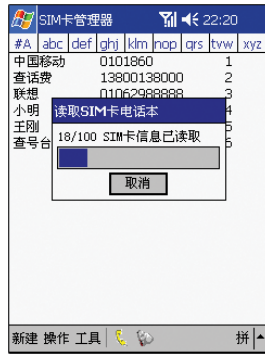 SIM卡管理器 22:20
#A abc def ghj klm nop qrs tvw xyz
中国移动 0101860 1
查话费 13800138000 2
联想 01062988888 3
小明 4
王刚 5
查号台 6
读取SIM卡电话本
18/100 SIM卡信息已读取
取消
新建 操作 工具 拼